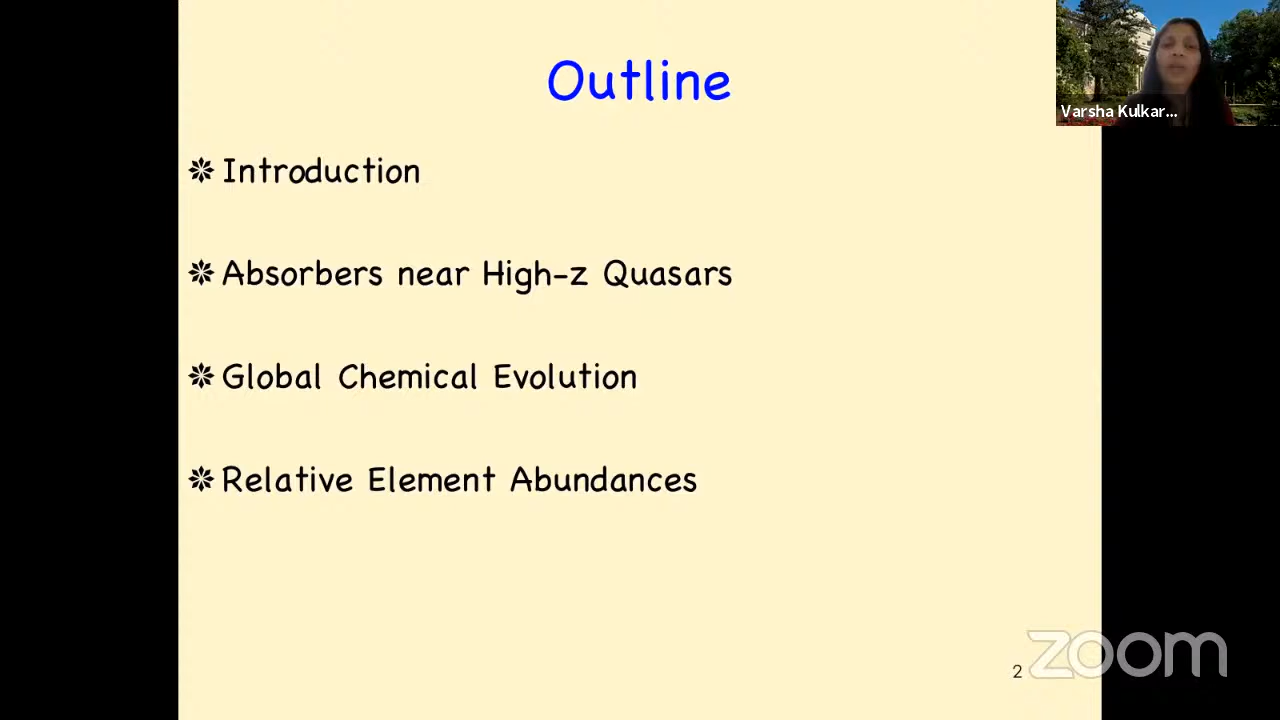 Outline
Varsha Kulkar...
❊ Introduction
❊ Absorbers near High-z Quasars
❊ Global Chemical Evolution
❊ Relative Element Abundances
2
zoom